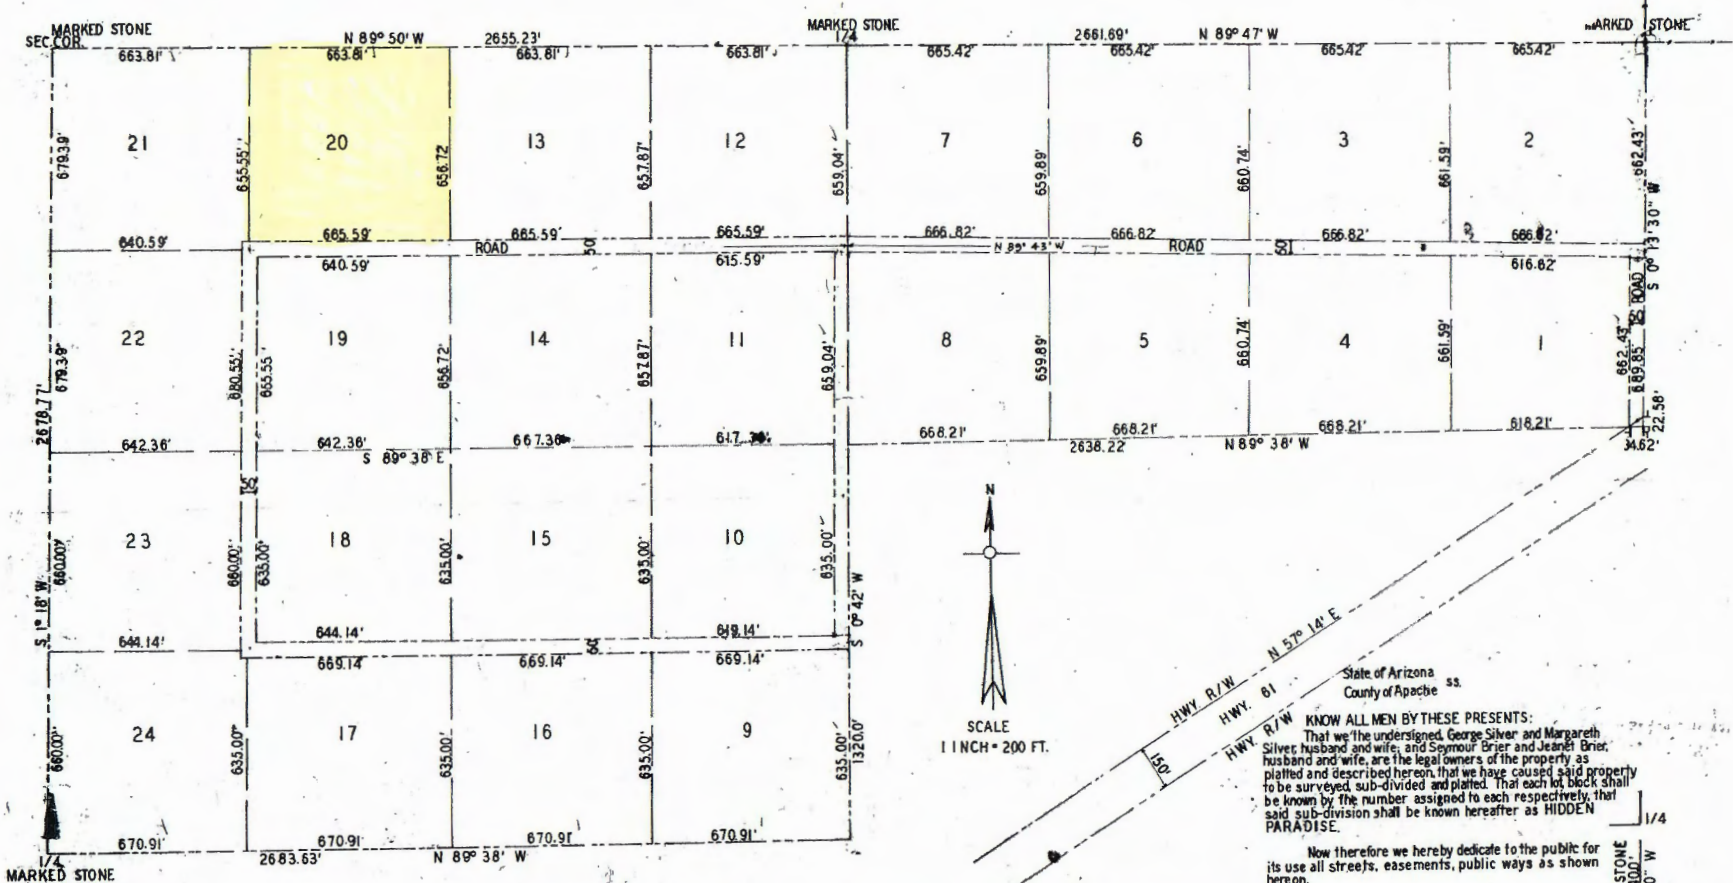 MARKED STONE
SEC. COR.
N 89° 50' W
2655.23'
MARKED STONE
1/4
2661.69'
N 89° 47' W
MARKED STONE
1/4
663.81'
663.81'
663.81'
663.81'
665.42'
665.42'
665.42'
665.42'
21
20
13
12
7
6
3
2
679.39'
655.55'
656.72
657.87'
659.04'
659.89'
660.74'
661.59'
662.43'
S 0° 13' 30" W
640.59'
665.59'
665.59'
665.59'
666.82'
666.82
666.82'
666.82'
ROAD
50
N 89° 43' W
ROAD
50
640.59'
615.59'
616.82'
ROAD
22
19
14
11
8
5
4
1
679.39'
680.55'
665.55'
656.72'
657.87'
659.04'
659.89'
660.74'
661.59'
662.43'
689.85'
22.58'
2678.77'
642.36'
642.36'
667.36
617.36
668.21'
668.21'
668.21'
618.21'
S 89° 38' E
2638.22'
N 89° 38' W
34.62'
50
23
18
15
10
660.00'
660.00'
635.00'
635.00'
635.00'
635.00'
S 1° 18' W
S 0° 42' W
644.14'
644.14'
619.14'
50
669.14'
669.14'
669.14'
24
17
16
9
660.00'
635.00'
635.00'
635.00'
635.00'
1320.0'
670.91'
670.91'
670.91'
670.91'
1/4
2683.63'
N 89° 38' W
MARKED STONE
N
SCALE
1 INCH = 200 FT.
N 57° 14' E
HWY. R/W
HWY. 61
HWY. R/W
150'
State of Arizona
County of Apache
ss.
KNOW ALL MEN BY THESE PRESENTS:
That we the undersigned, George Silver and Margareth
Silver, husband and wife, and Seymour Brier and Jeanet Brier,
husband and wife, are the legal owners of the property as
platted and described hereon, that we have caused said property
to be surveyed, sub-divided and platted. That each lot, block shall
be known by the number assigned to each respectively, that
said sub-division shall be known hereafter as HIDDEN
PARADISE.
1/4
Now therefore we hereby dedicate to the public for
its use all streets, easements, public ways as shown
hereon.
STONE